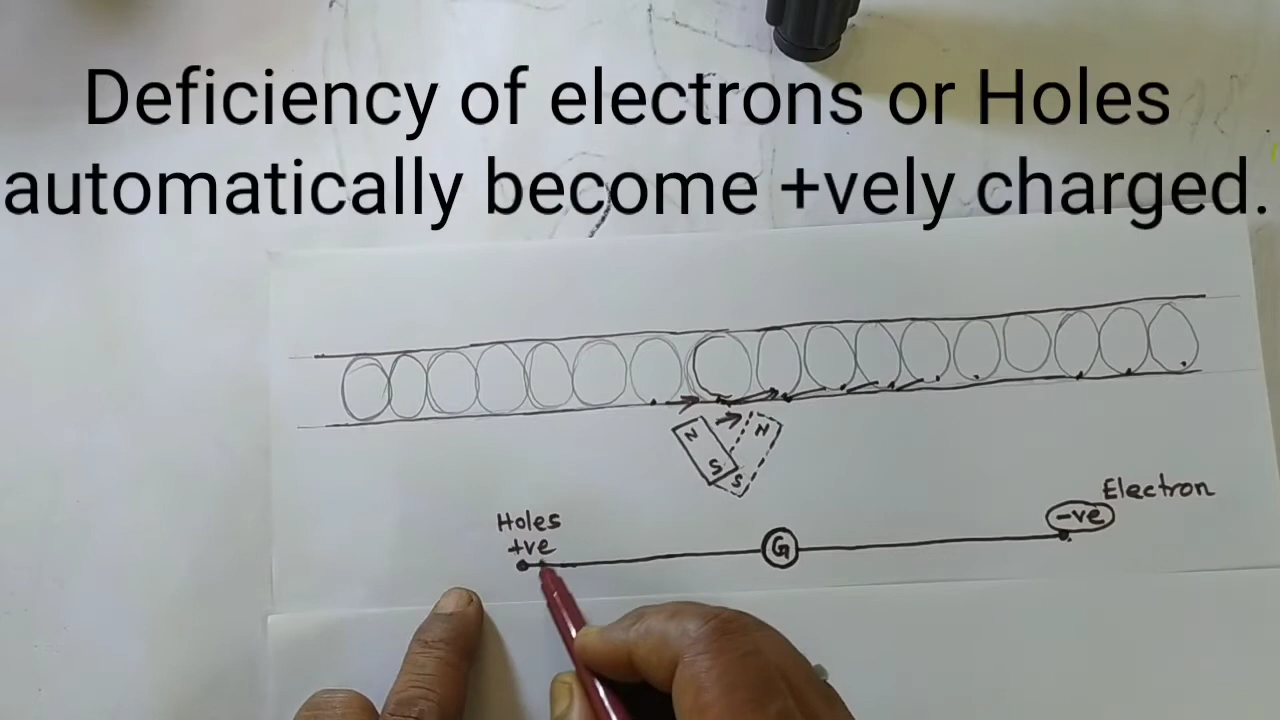 Deficiency of electrons or Holes
automatically become +vely charged.
N
N
S
S
Electron
-ve
Holes
+ve
G